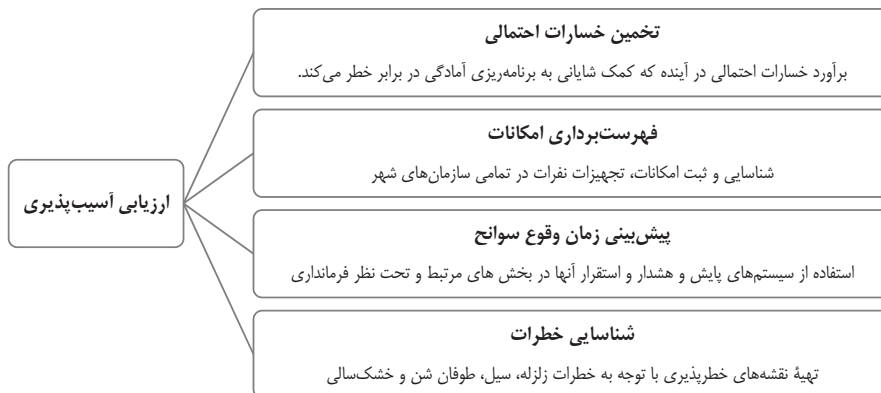 تخمین خسارات احتمالی
برآورد خسارات احتمالی در آینده که کمک شایانی به برنامه‌ریزی آمادگی در برابر خطر می‌کند.
فهرست‌برداری امکانات
شناسایی و ثبت امکانات، تجهیزات نفرات در تمامی سازمان‌های شهر
ارزیابی آسیب‌پذیری
پیش‌بینی زمان وقوع سوانح
استفاده از سیستم‌های پایش و هشدار و استقرار آنها در بخش های مرتبط و تحت نظر فرمانداری
شناسایی خطرات
تهیهٔ نقشه‌های خطرپذیری با توجه به خطرات زلزله، سیل، طوفان شن و خشک‌سالی